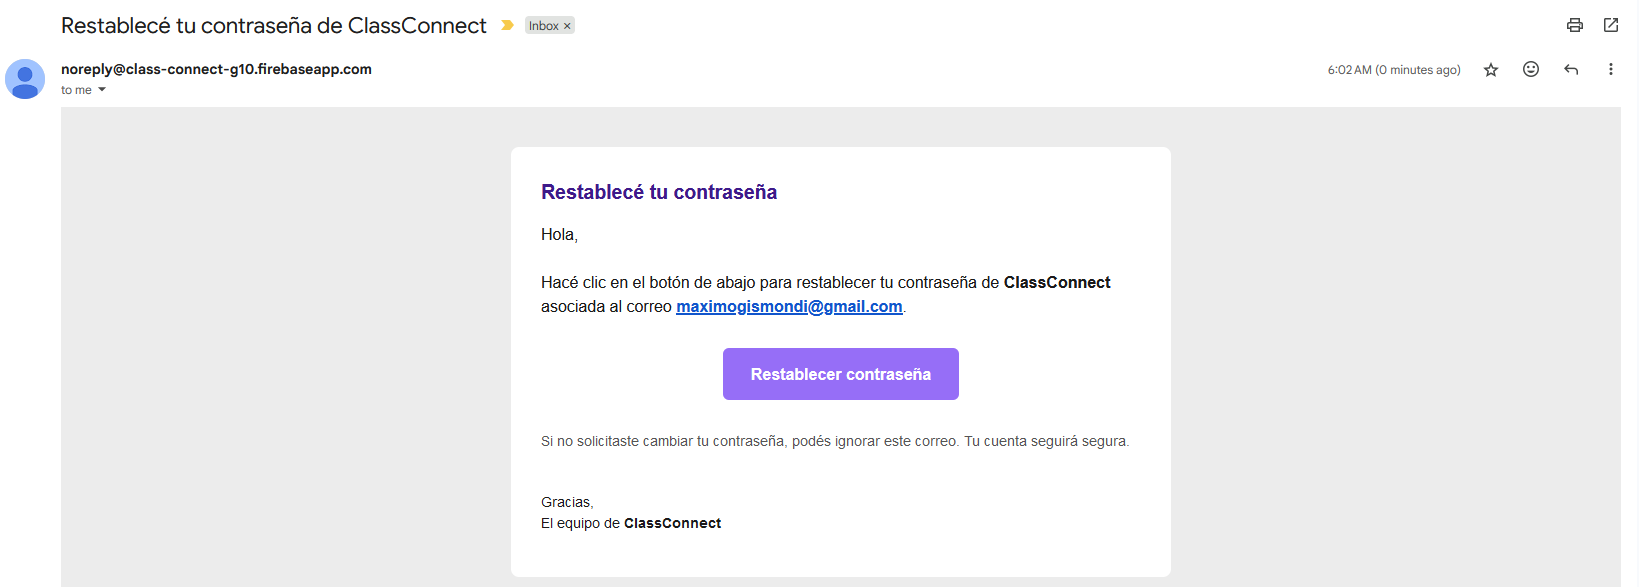 Restablecé tu contraseña de ClassConnect Inbox ×
noreply@class-connect-g10.firebaseapp.com 6:02 AM (0 minutes ago)
to me
Restablecé tu contraseña
Hola,
Hacé clic en el botón de abajo para restablecer tu contraseña de ClassConnect
asociada al correo maximogismondi@gmail.com.
Restablecer contraseña
Si no solicitaste cambiar tu contraseña, podés ignorar este correo. Tu cuenta seguirá segura.
Gracias,
El equipo de ClassConnect